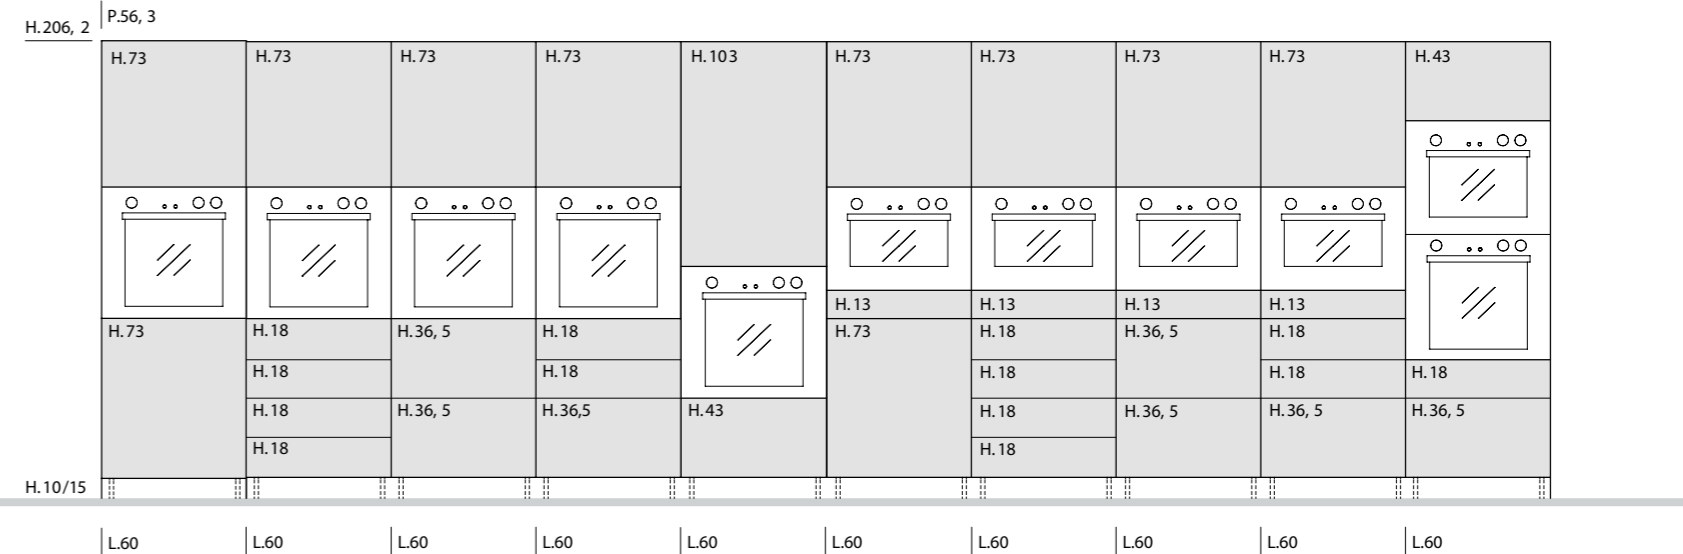 P.56, 3
H.206, 2
H.73 H.73 H.73 H.73 H.103 H.73 H.73 H.73 H.73 H.43
H.13 H.13 H.13 H.13
H.73 H.18 H.36, 5 H.18 H.73 H.18 H.36, 5 H.18
H.18 H.18 H.18 H.18 H.18
H.18 H.36, 5 H.36,5 H.43 H.18 H.36, 5 H.36, 5 H.36, 5
H.18 H.18
H.10/15
L.60 L.60 L.60 L.60 L.60 L.60 L.60 L.60 L.60 L.60